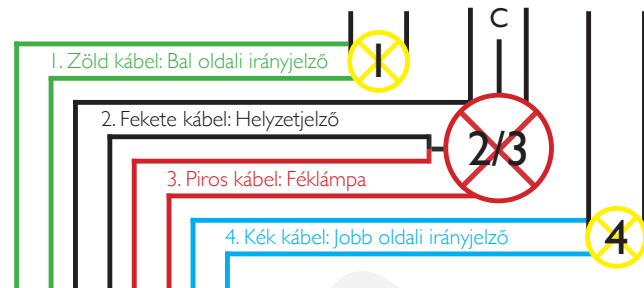 C
1. Zöld kábel: Bal oldali irányjelző
1
2. Fekete kábel: Helyzetjelző
2/3
3. Piros kábel: Féklámpa
4. Kék kábel: Jobb oldali irányjelző
4